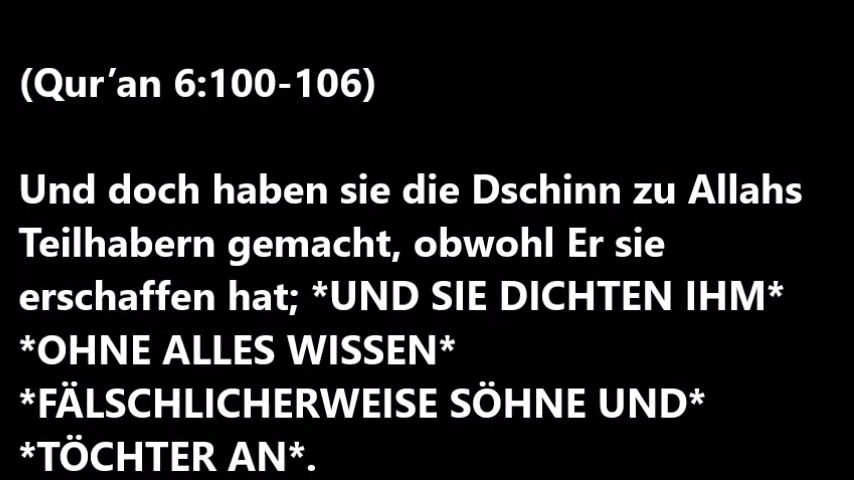 (Qur’an 6:100-106)
Und doch haben sie die Dschinn zu Allahs
Teilhabern gemacht, obwohl Er sie
erschaffen hat; *UND SIE DICHTEN IHM*
*OHNE ALLES WISSEN*
*FÄLSCHLICHERWEISE SÖHNE UND*
*TÖCHTER AN*.